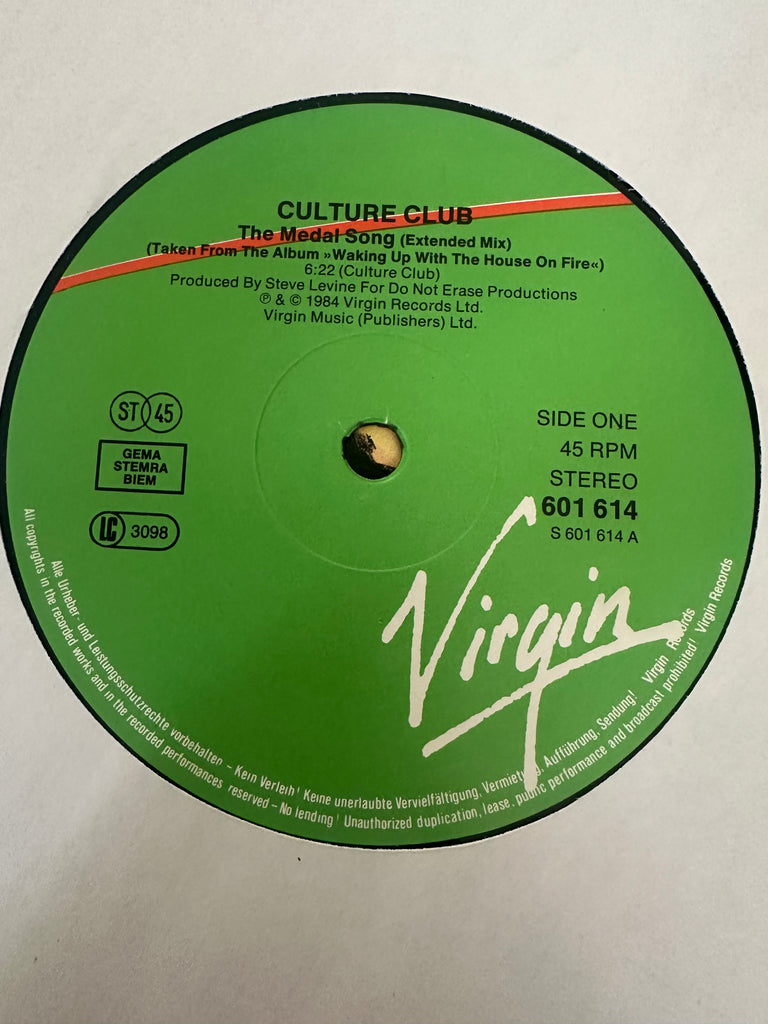 CULTURE CLUB
The Medal Song (Extended Mix)
(Taken From The Album »Waking Up With The House On Fire«)
6:22 (Culture Club)
Produced By Steve Levine For Do Not Erase Productions
℗ & © 1984 Virgin Records Ltd.
Virgin Music (Publishers) Ltd.
ST 45
GEMA
STEMRA
BIEM
LC 3098
SIDE ONE
45 RPM
STEREO
601 614
S 601 614 A
Virgin
Alle Urheber- und Leistungsschutzrechte vorbehalten – Kein Verleih! Keine unerlaubte Vervielfältigung, Vermietung, Aufführung, Sendung! Virgin Records
All copyrights in the recorded works and in the recorded performances reserved – No lending! Unauthorized duplication, lease, public performance and broadcast prohibited! Virgin Records